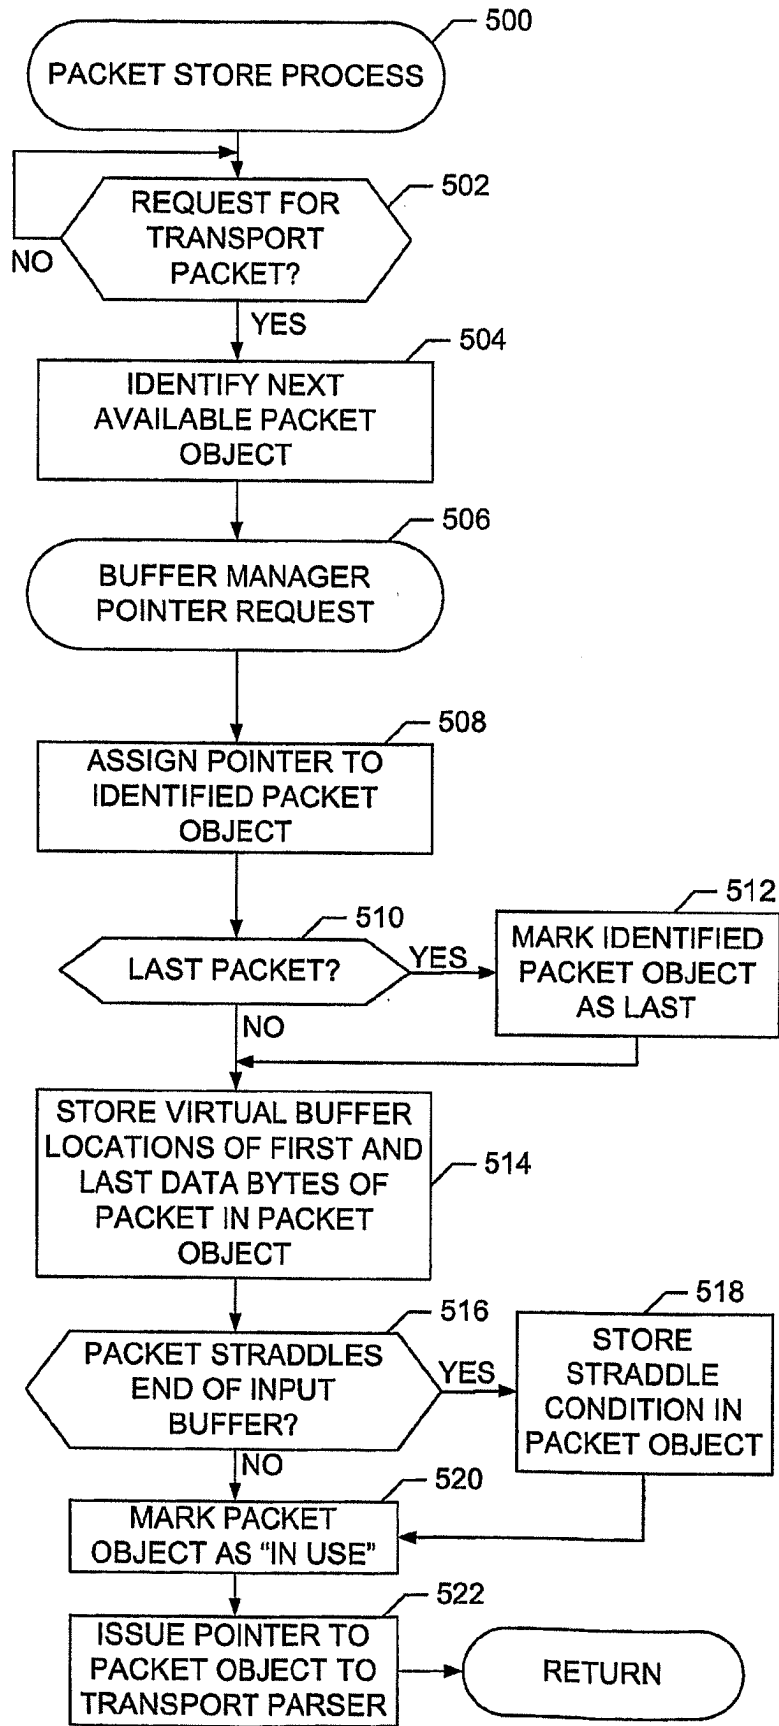 500
PACKET STORE PROCESS
502
REQUEST FOR
TRANSPORT
PACKET?
NO
YES
504
IDENTIFY NEXT
AVAILABLE PACKET
OBJECT
506
BUFFER MANAGER
POINTER REQUEST
508
ASSIGN POINTER TO
IDENTIFIED PACKET
OBJECT
510
LAST PACKET?
YES
512
MARK IDENTIFIED
PACKET OBJECT
AS LAST
NO
STORE VIRTUAL BUFFER
LOCATIONS OF FIRST AND
LAST DATA BYTES OF
PACKET IN PACKET
OBJECT
514
516
PACKET STRADDLES
END OF INPUT
BUFFER?
YES
518
STORE
STRADDLE
CONDITION IN
PACKET OBJECT
NO
520
MARK PACKET
OBJECT AS “IN USE”
522
ISSUE POINTER TO
PACKET OBJECT TO
TRANSPORT PARSER
RETURN